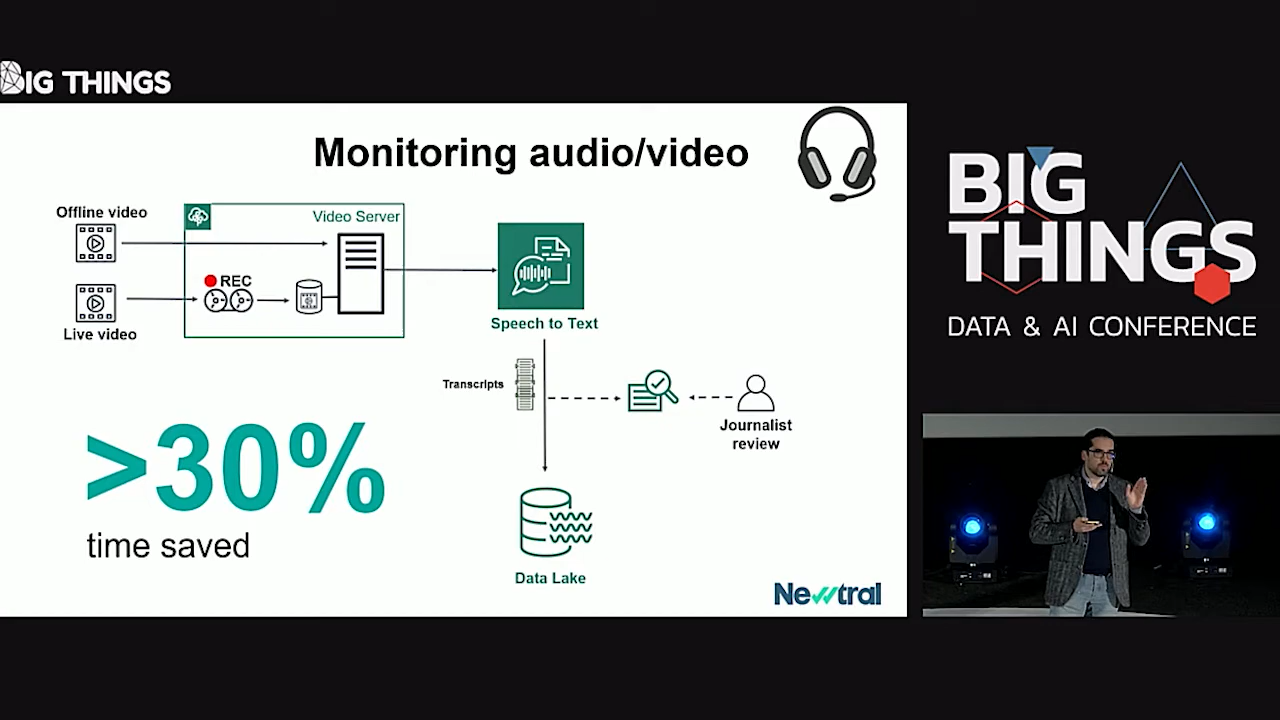 BIG THINGS
Monitoring audio/video
Offline video
Video Server
REC
Live video
Speech to Text
Transcripts
Journalist
review
>30%
time saved
Data Lake
Newtral
BIG
THINGS
DATA & AI CONFERENCE